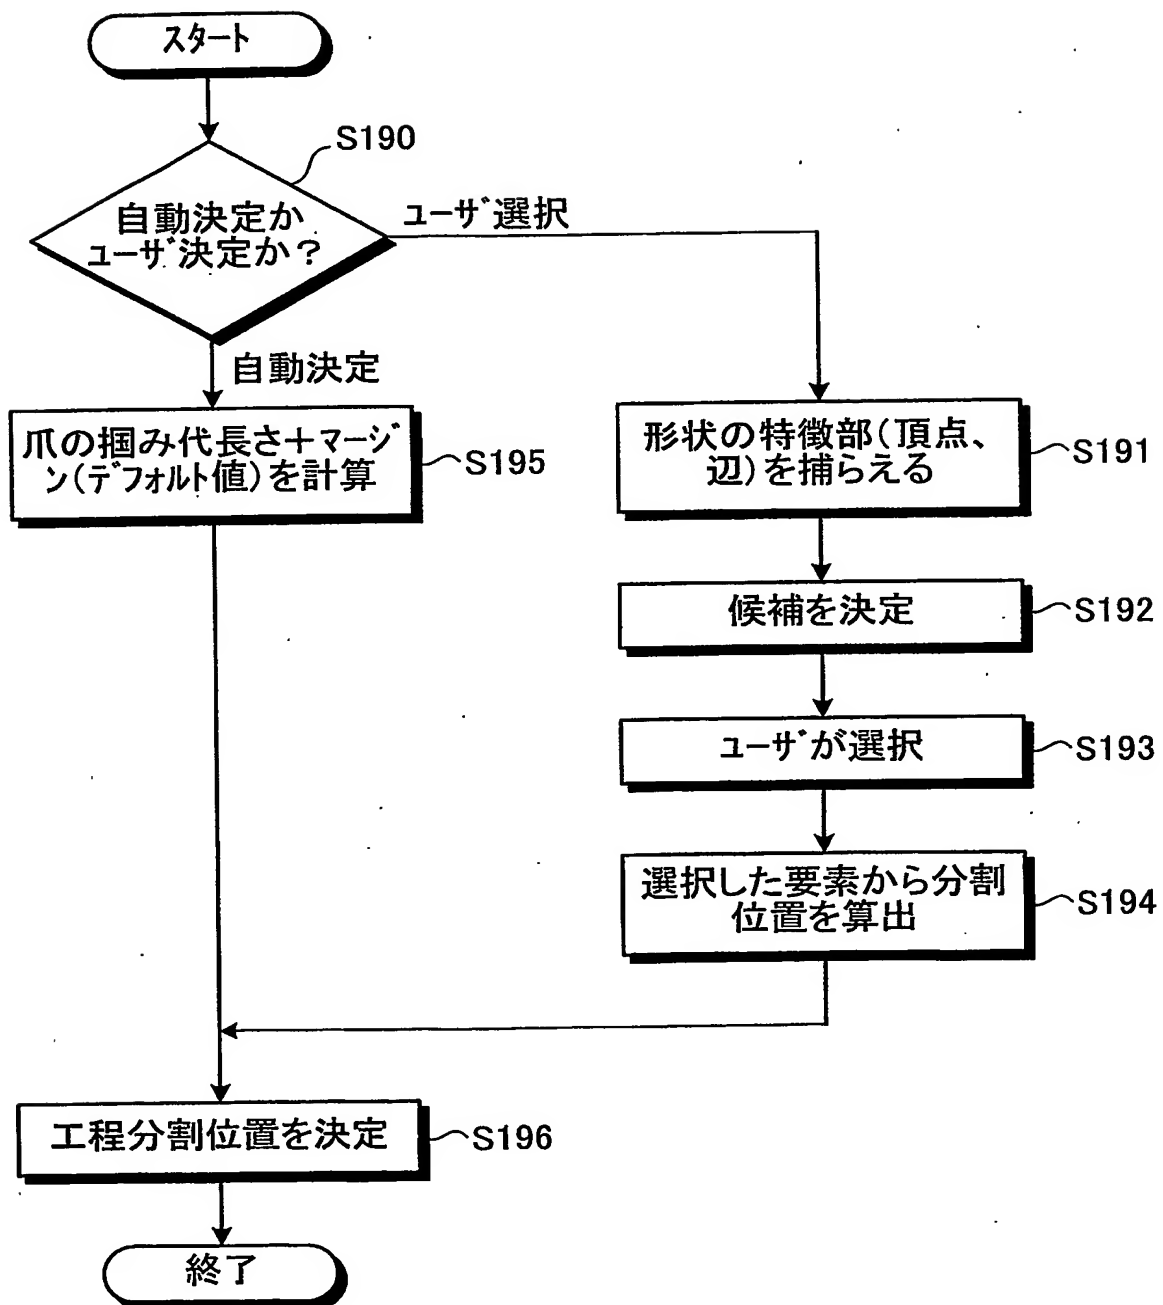 スタート
S190
自動決定か
ユーザ決定か？
ユーザ選択
自動決定
爪の掴み代長さ＋マージ
ン(デフォルト値)を計算
S195
形状の特徴部(頂点、
辺)を捕らえる
S191
候補を決定
S192
ユーザが選択
S193
選択した要素から分割
位置を算出
S194
工程分割位置を決定
S196
終了